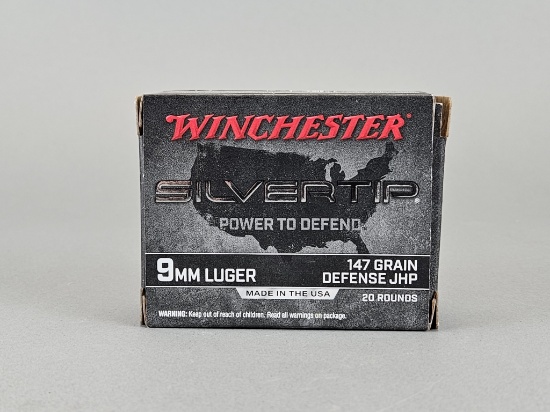 WINCHESTER®
SILVERTIP®
POWER TO DEFEND
9MM LUGER
147 GRAIN
DEFENSE JHP
MADE IN THE USA
20 ROUNDS
WARNING: Keep out of reach of children. Read all warnings on package.